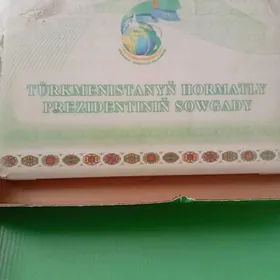 TÜRKMENISTANYŇ HORMATLY
PREZIDENTINIŇ SOWGADY